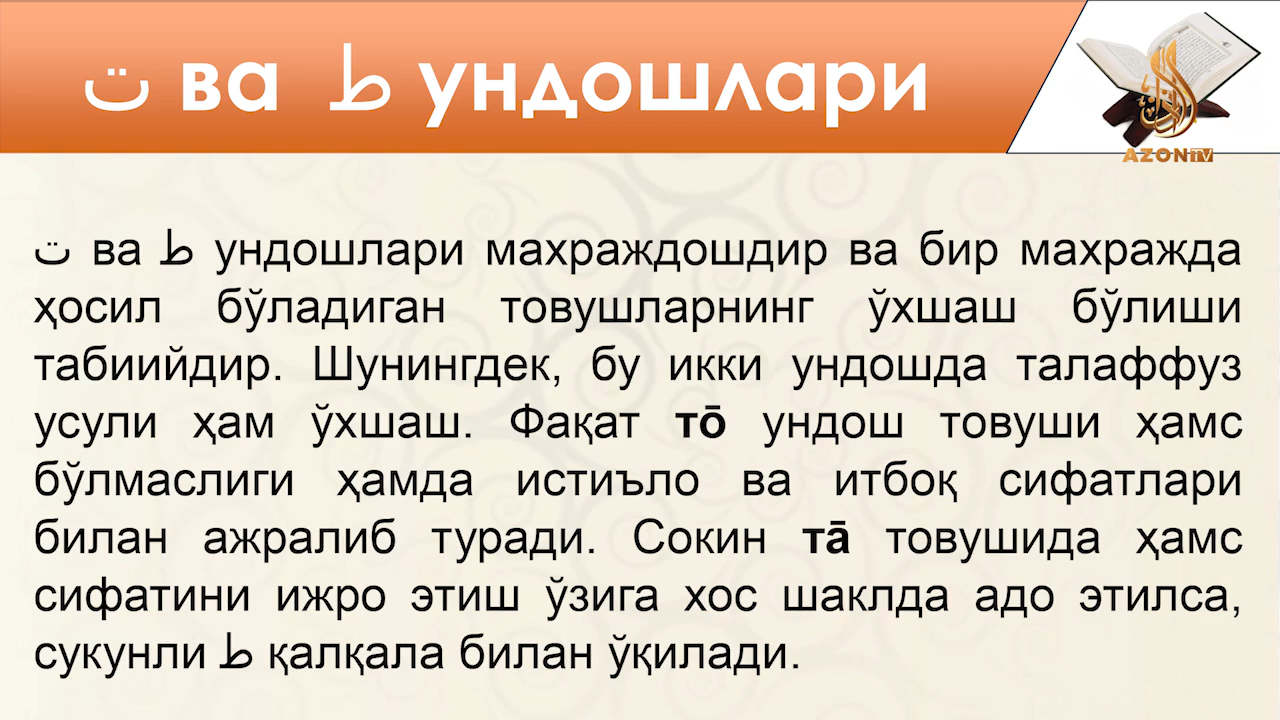 ت ва ط ундошлари
AZON TV
ت ва ط ундошлари махраждошдир ва бир махражда
ҳосил бўладиган товушларнинг ўхшаш бўлиши
табиийдир. Шунингдек, бу икки ундошда талаффуз
усули ҳам ўхшаш. Фақат тō ундош товуши ҳамс
бўлмаслиги ҳамда истиъло ва итбоқ сифатлари
билан ажралиб туради. Сокин тā товушида ҳамс
сифатини ижро этиш ўзига хос шаклда адо этилса,
сукунли ط қалқала билан ўқилади.